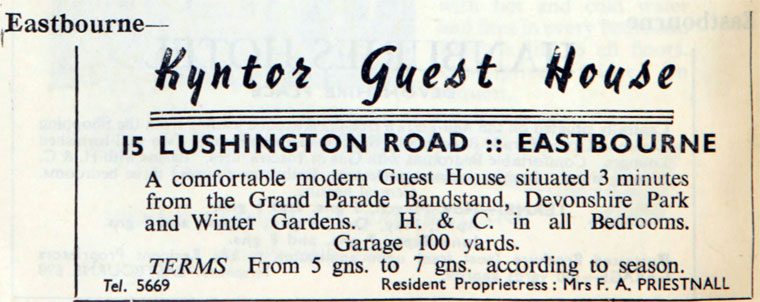 Eastbourne—
Kyntor Guest House
15 LUSHINGTON ROAD :: EASTBOURNE
A comfortable modern Guest House situated 3 minutes
from the Grand Parade Bandstand, Devonshire Park
and Winter Gardens. H. & C. in all Bedrooms.
Garage 100 yards.
TERMS From 5 gns. to 7 gns. according to season.
Tel. 5669 Resident Proprietress : Mrs F. A. PRIESTNALL